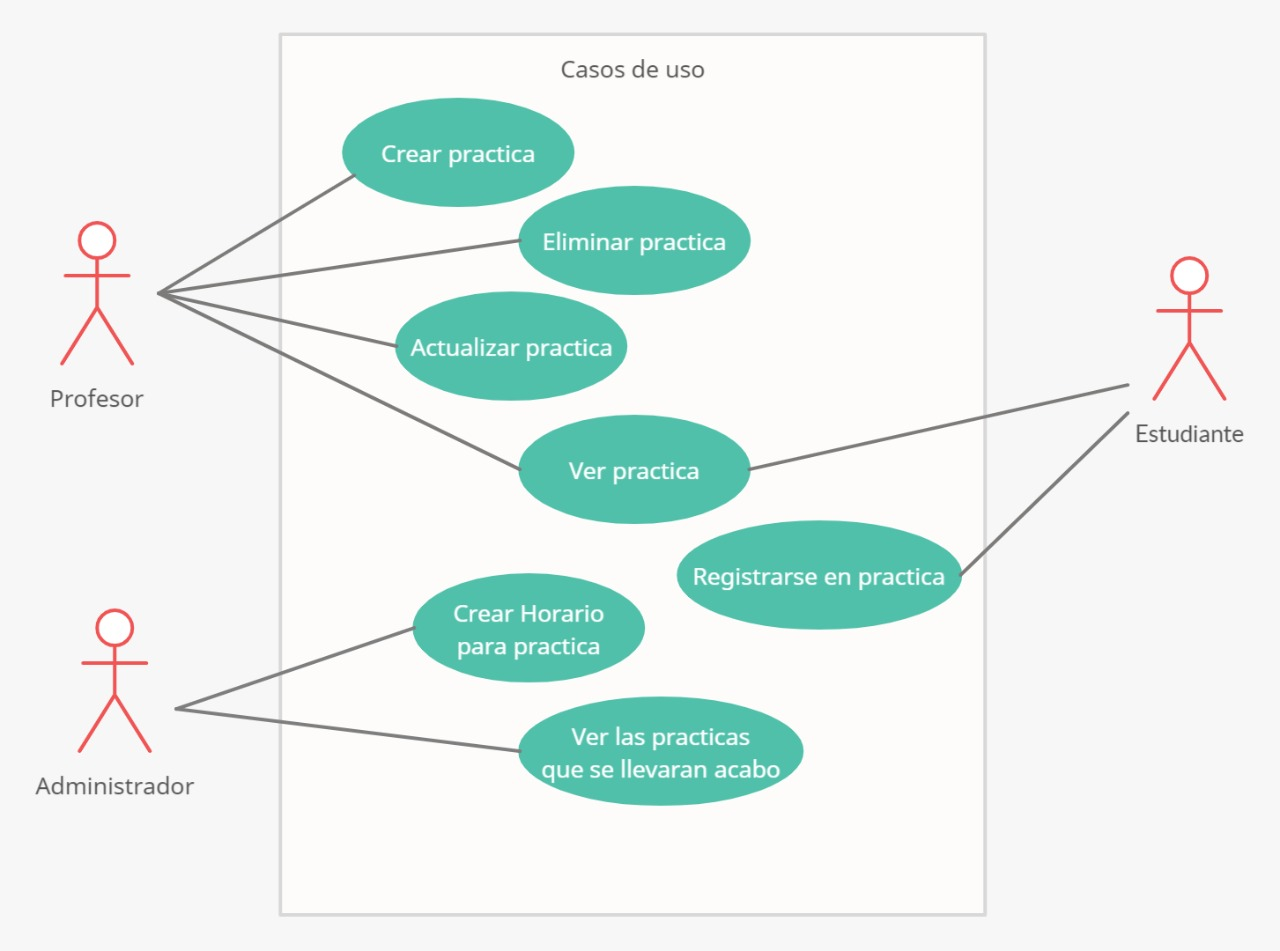 Casos de uso
Crear practica
Eliminar practica
Actualizar practica
Profesor
Ver practica
Estudiante
Registrarse en practica
Crear Horario
para practica
Ver las practicas
que se llevaran acabo
Administrador